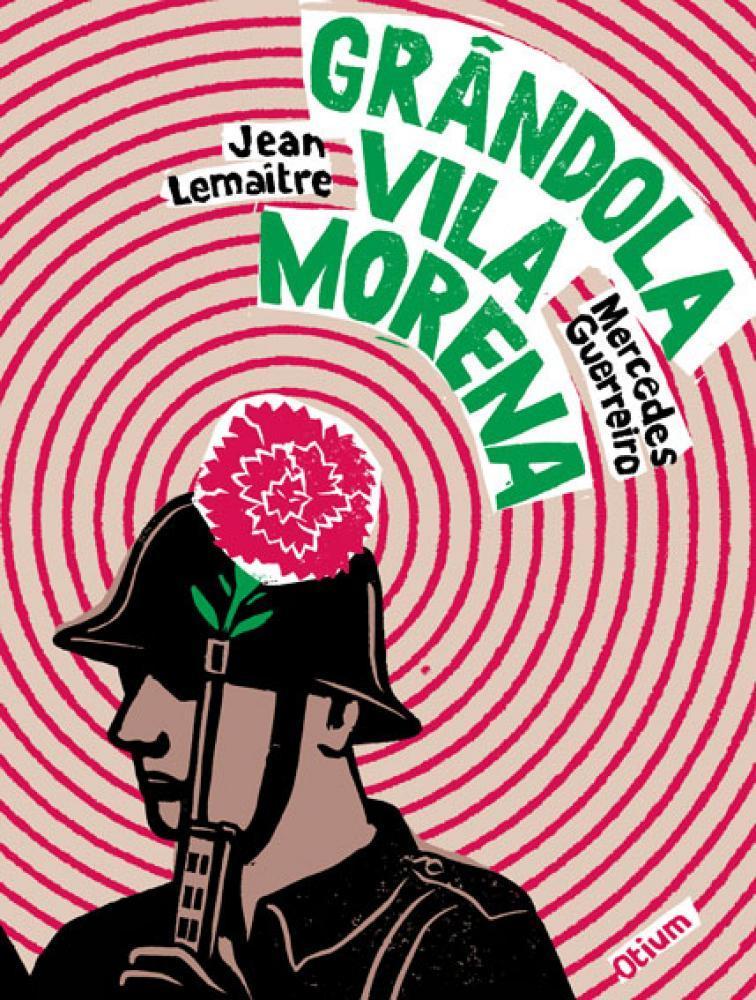 GRÂNDOLA
VILA
MORENA
Jean
Lemaître
Mercedes
Guerreiro
Otium